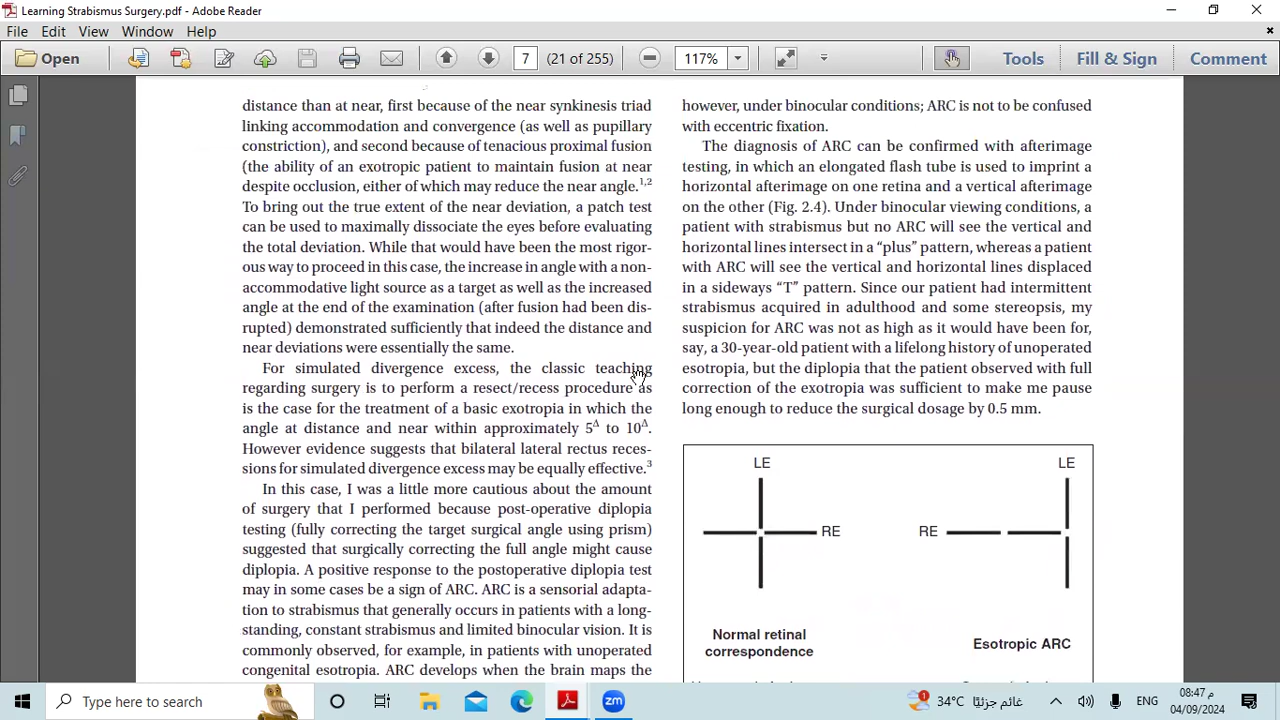 Learning Strabismus Surgery.pdf - Adobe Reader
File Edit View Window Help
Open 7 (21 of 255) 117% Tools Fill & Sign Comment
distance than at near, first because of the near synkinesis triad
linking accommodation and convergence (as well as pupillary
constriction), and second because of tenacious proximal fusion
(the ability of an exotropic patient to maintain fusion at near
despite occlusion, either of which may reduce the near angle.1,2
To bring out the true extent of the near deviation, a patch test
can be used to maximally dissociate the eyes before evaluating
the total deviation. While that would have been the most rigor-
ous way to proceed in this case, the increase in angle with a non-
accommodative light source as a target as well as the increased
angle at the end of the examination (after fusion had been dis-
rupted) demonstrated sufficiently that indeed the distance and
near deviations were essentially the same.
For simulated divergence excess, the classic teaching
regarding surgery is to perform a resect/recess procedure as
is the case for the treatment of a basic exotropia in which the
angle at distance and near within approximately 5Δ to 10Δ.
However evidence suggests that bilateral lateral rectus reces-
sions for simulated divergence excess may be equally effective.3
In this case, I was a little more cautious about the amount
of surgery that I performed because post-operative diplopia
testing (fully correcting the target surgical angle using prism)
suggested that surgically correcting the full angle might cause
diplopia. A positive response to the postoperative diplopia test
may in some cases be a sign of ARC. ARC is a sensorial adapta-
tion to strabismus that generally occurs in patients with a long-
standing, constant strabismus and limited binocular vision. It is
commonly observed, for example, in patients with unoperated
congenital esotropia. ARC develops when the brain maps the
however, under binocular conditions; ARC is not to be confused
with eccentric fixation.
The diagnosis of ARC can be confirmed with afterimage
testing, in which an elongated flash tube is used to imprint a
horizontal afterimage on one retina and a vertical afterimage
on the other (Fig. 2.4). Under binocular viewing conditions, a
patient with strabismus but no ARC will see the vertical and
horizontal lines intersect in a “plus” pattern, whereas a patient
with ARC will see the vertical and horizontal lines displaced
in a sideways “T” pattern. Since our patient had intermittent
strabismus acquired in adulthood and some stereopsis, my
suspicion for ARC was not as high as it would have been for,
say, a 30-year-old patient with a lifelong history of unoperated
esotropia, but the diplopia that the patient observed with full
correction of the exotropia was sufficient to make me pause
long enough to reduce the surgical dosage by 0.5 mm.
LE LE
RE RE
Normal retinal
correspondence
Esotropic ARC
Type here to search zm 1 34°C غائم جزئيًا ENG 08:47 م
04/09/2024